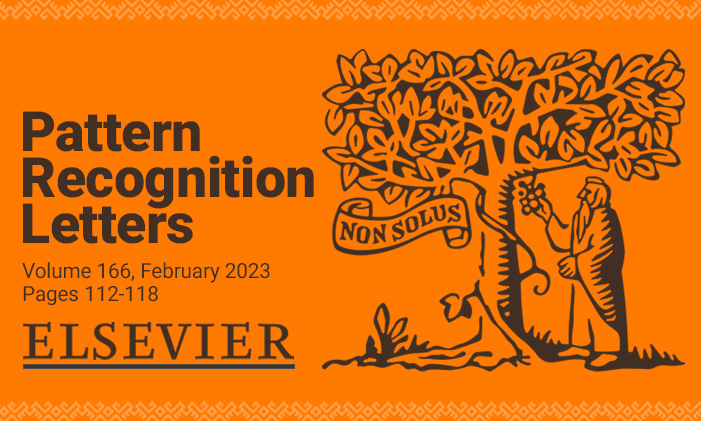 Pattern
Recognition
Letters
Volume 166, February 2023
Pages 112-118
ELSEVIER
NON SOLUS